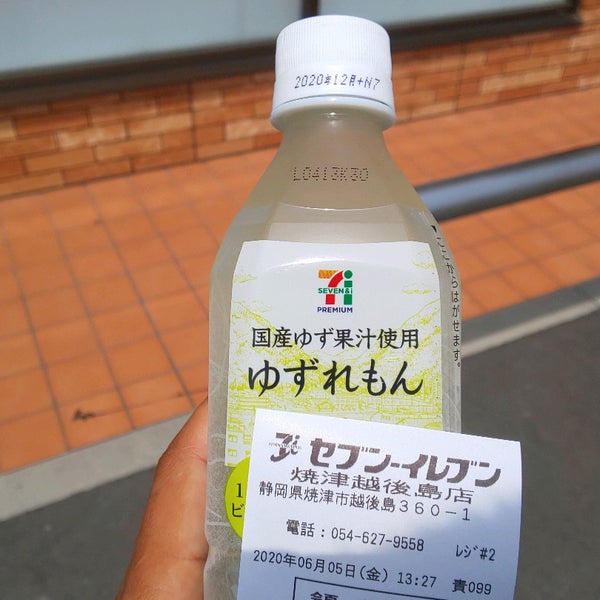 2020年12月+N7
L0413K30
7i
SEVEN&i
PREMIUM
国産ゆず果汁使用
ゆずれもん
ここからはがせます。
1
ビ
セブン-イレブン
焼津越後島店
静岡県焼津市越後島360-1
電話:054-627-9558 レジ#2
2020年06月05日(金) 13:27 責099